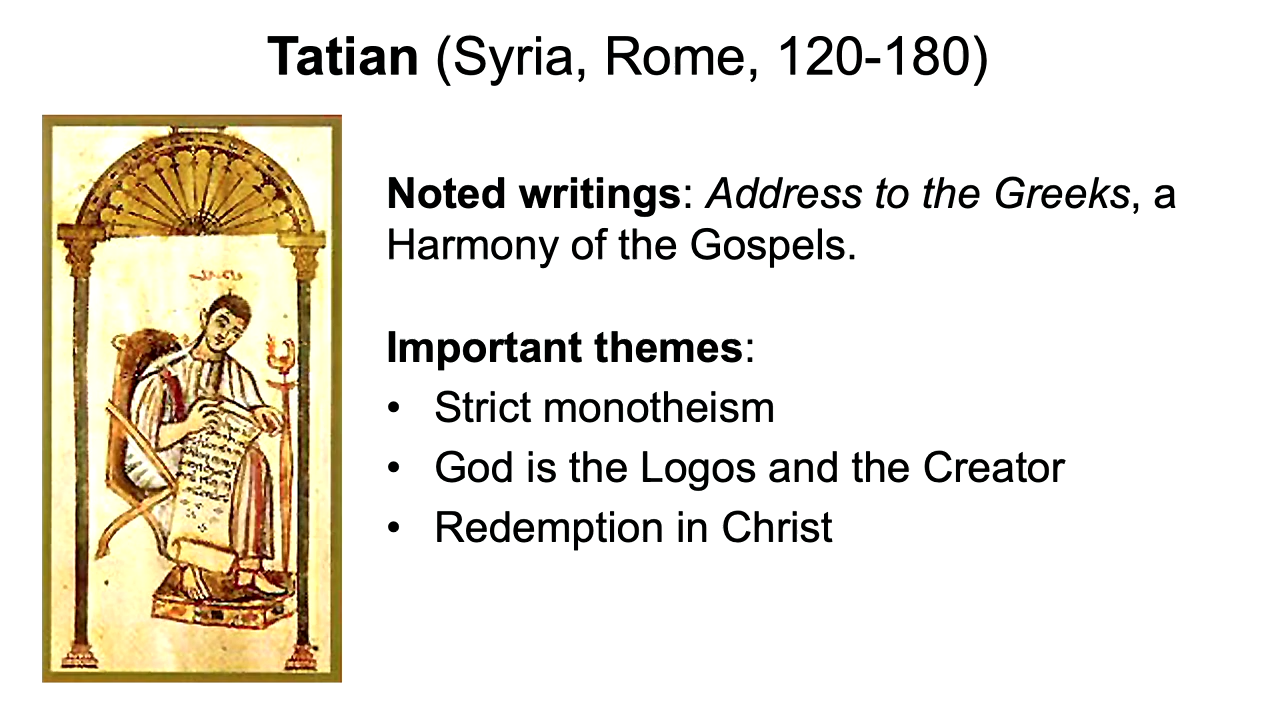 Tatian (Syria, Rome, 120-180)
Noted writings: Address to the Greeks, a
Harmony of the Gospels.
Important themes:
• Strict monotheism
• God is the Logos and the Creator
• Redemption in Christ